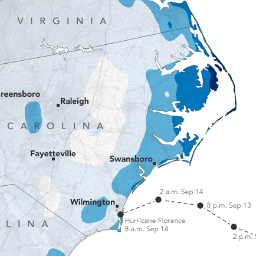 VIRGINIA
reensboro
Raleigh
CAROLINA
Fayetteville
Swansboro
2 a.m. Sep 14
Wilmington
8 p.m. Sep 13
Hurricane Florence
8 a.m. Sep 14
2 p.
LINA